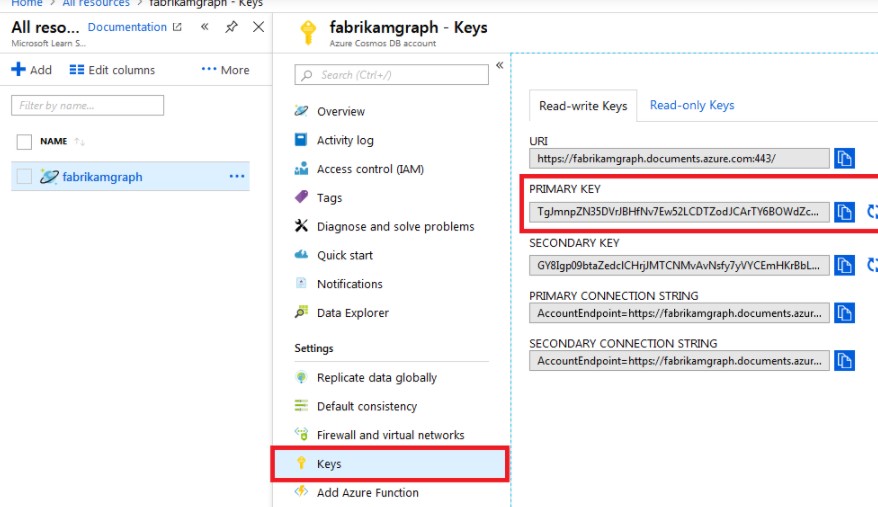 Home > All resources > fabrikamgraph - Keys
All reso... Documentation
Microsoft Learn S...
Add Edit columns ••• More
Filter by name...
NAME
fabrikamgraph •••
fabrikamgraph - Keys
Azure Cosmos DB account
Search (Ctrl+/)
Overview
Activity log
Access control (IAM)
Tags
Diagnose and solve problems
Quick start
Notifications
Data Explorer
Settings
Replicate data globally
Default consistency
Firewall and virtual networks
Keys
Add Azure Function
Read-write Keys Read-only Keys
URI
https://fabrikamgraph.documents.azure.com:443/
PRIMARY KEY
TgJmnpZN35DVrJBHfNv7Ew52LCDTZodJCArTY6BOWdZc...
SECONDARY KEY
GY8Igp09btaZedcICHrjJMTCNMvAvNsfy7yVYCEmHKrBbL...
PRIMARY CONNECTION STRING
AccountEndpoint=https://fabrikamgraph.documents.azur...
SECONDARY CONNECTION STRING
AccountEndpoint=https://fabrikamgraph.documents.azur...